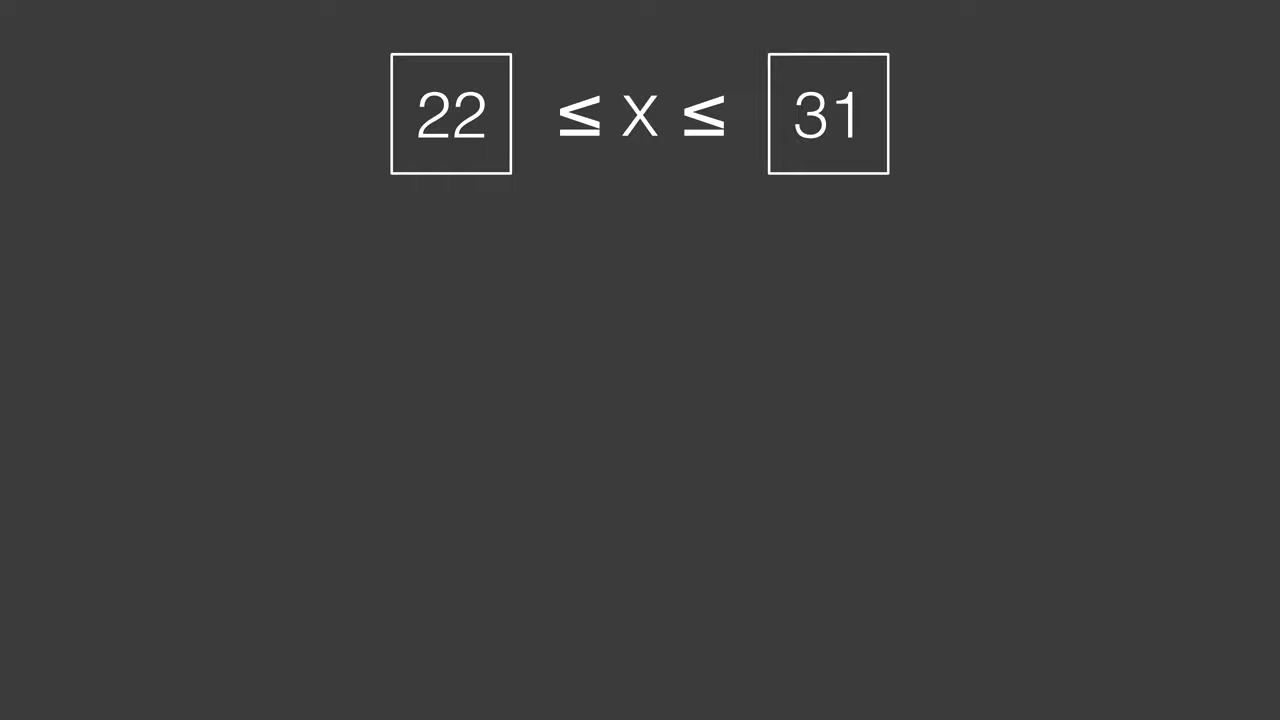 22 ≤ x ≤ 31